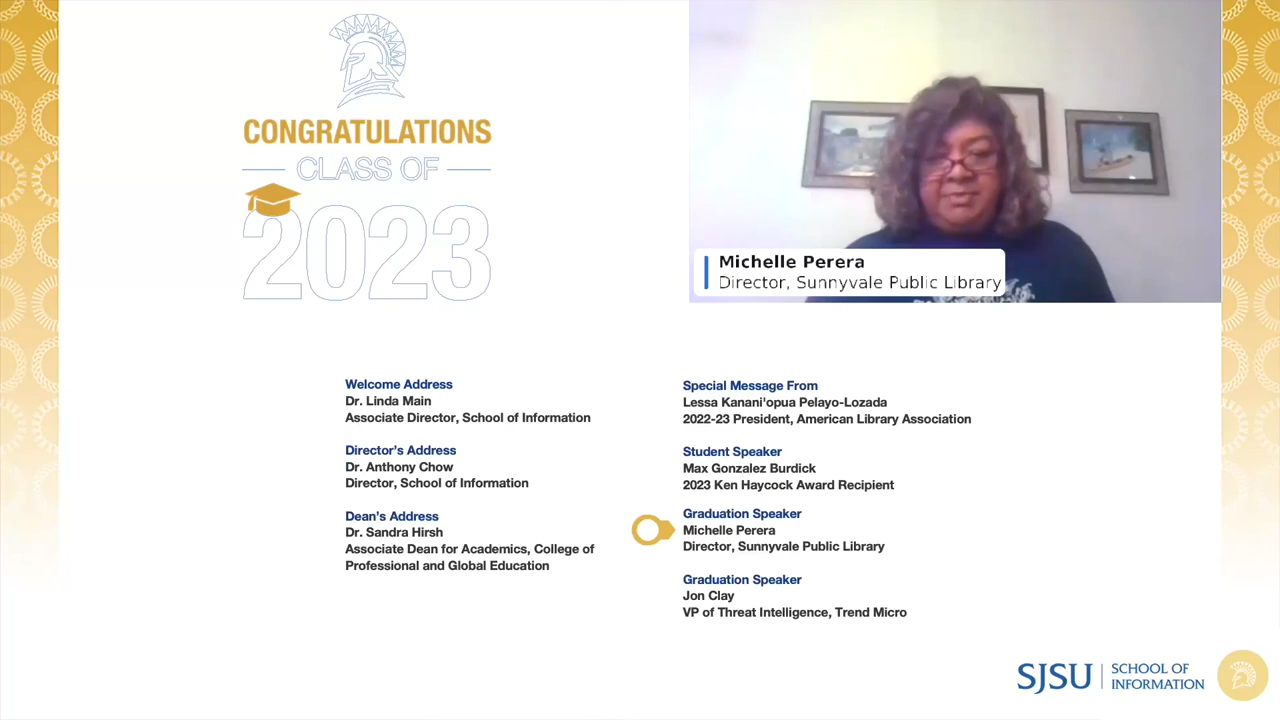 CONGRATULATIONS
CLASS OF
2023
Michelle Perera
Director, Sunnyvale Public Library
Welcome Address
Dr. Linda Main
Associate Director, School of Information
Director's Address
Dr. Anthony Chow
Director, School of Information
Dean's Address
Dr. Sandra Hirsh
Associate Dean for Academics, College of
Professional and Global Education
Special Message From
Lessa Kanani'opua Pelayo-Lozada
2022-23 President, American Library Association
Student Speaker
Max Gonzalez Burdick
2023 Ken Haycock Award Recipient
Graduation Speaker
Michelle Perera
Director, Sunnyvale Public Library
Graduation Speaker
Jon Clay
VP of Threat Intelligence, Trend Micro
SJSU
SCHOOL OF
INFORMATION